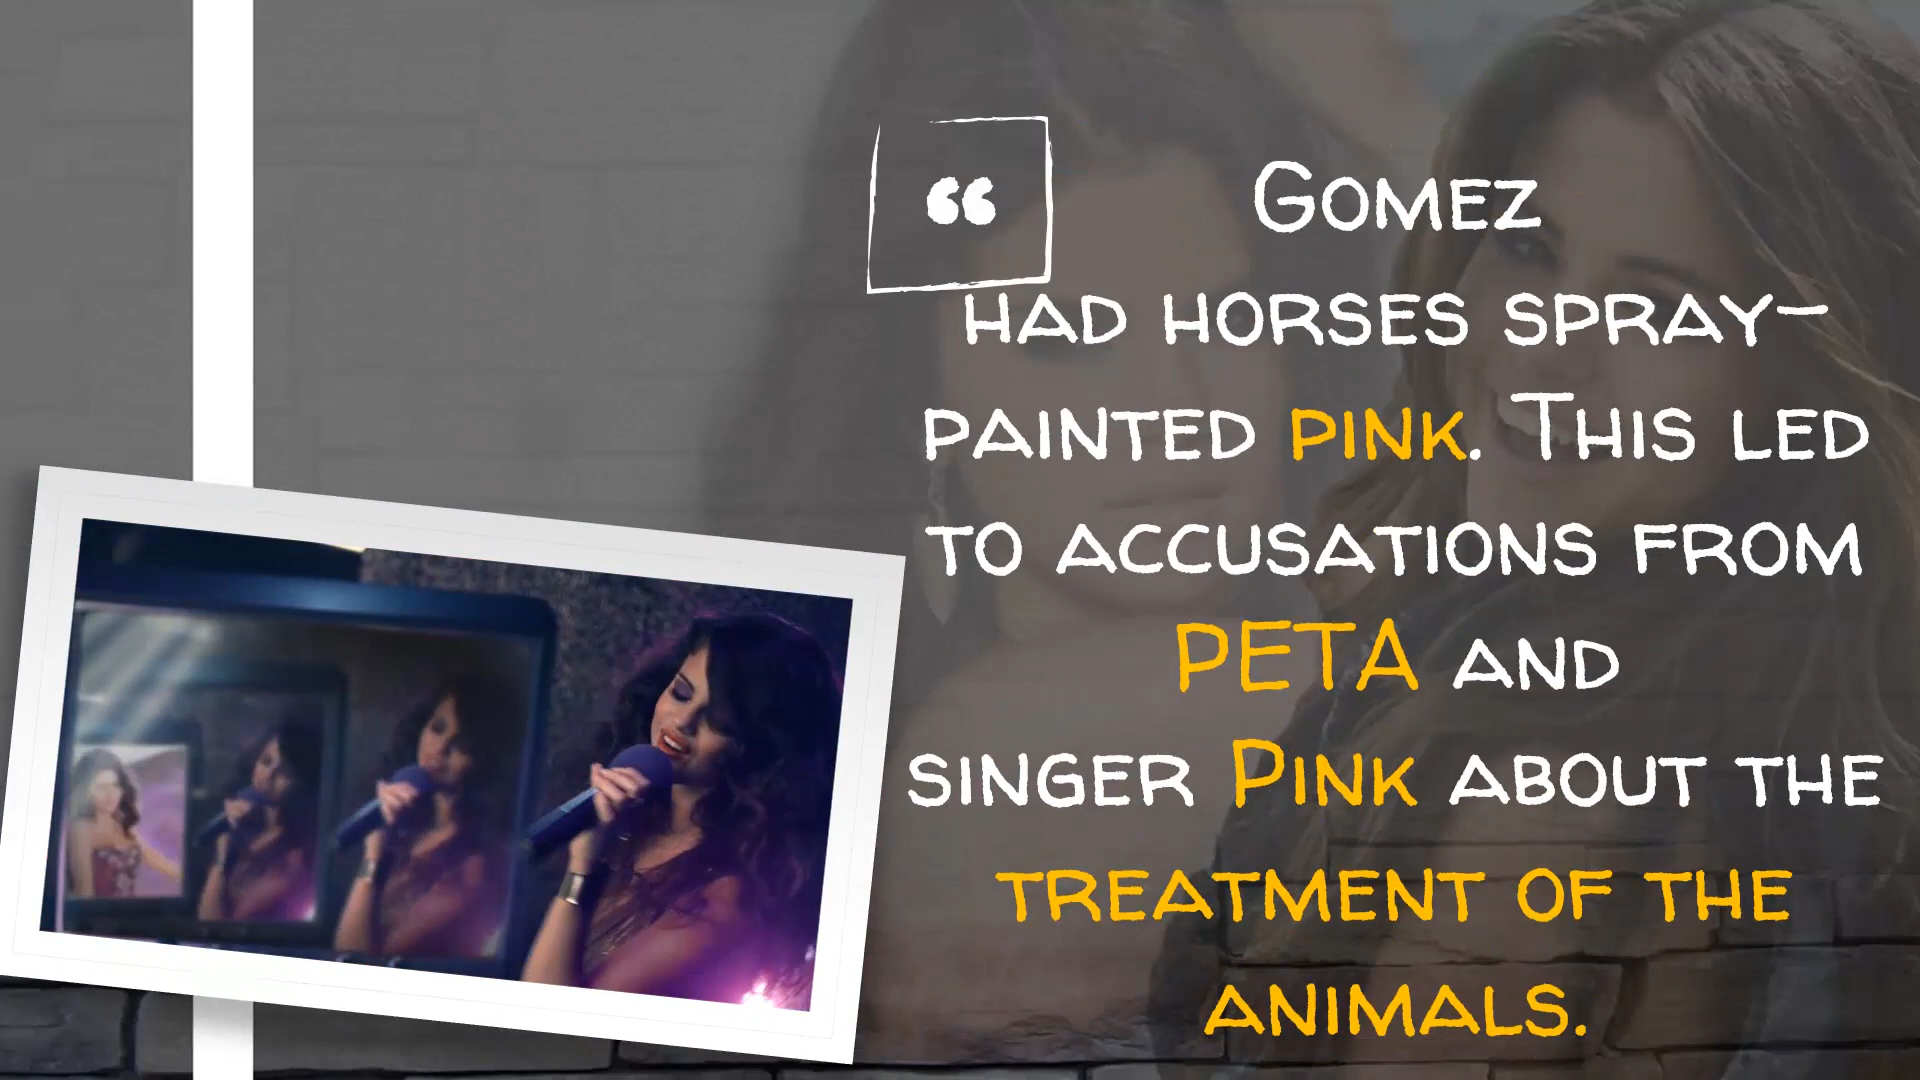 “ Gomez
had horses spray-
painted pink. This led
to accusations from
PETA and
singer Pink about the
treatment of the
animals.